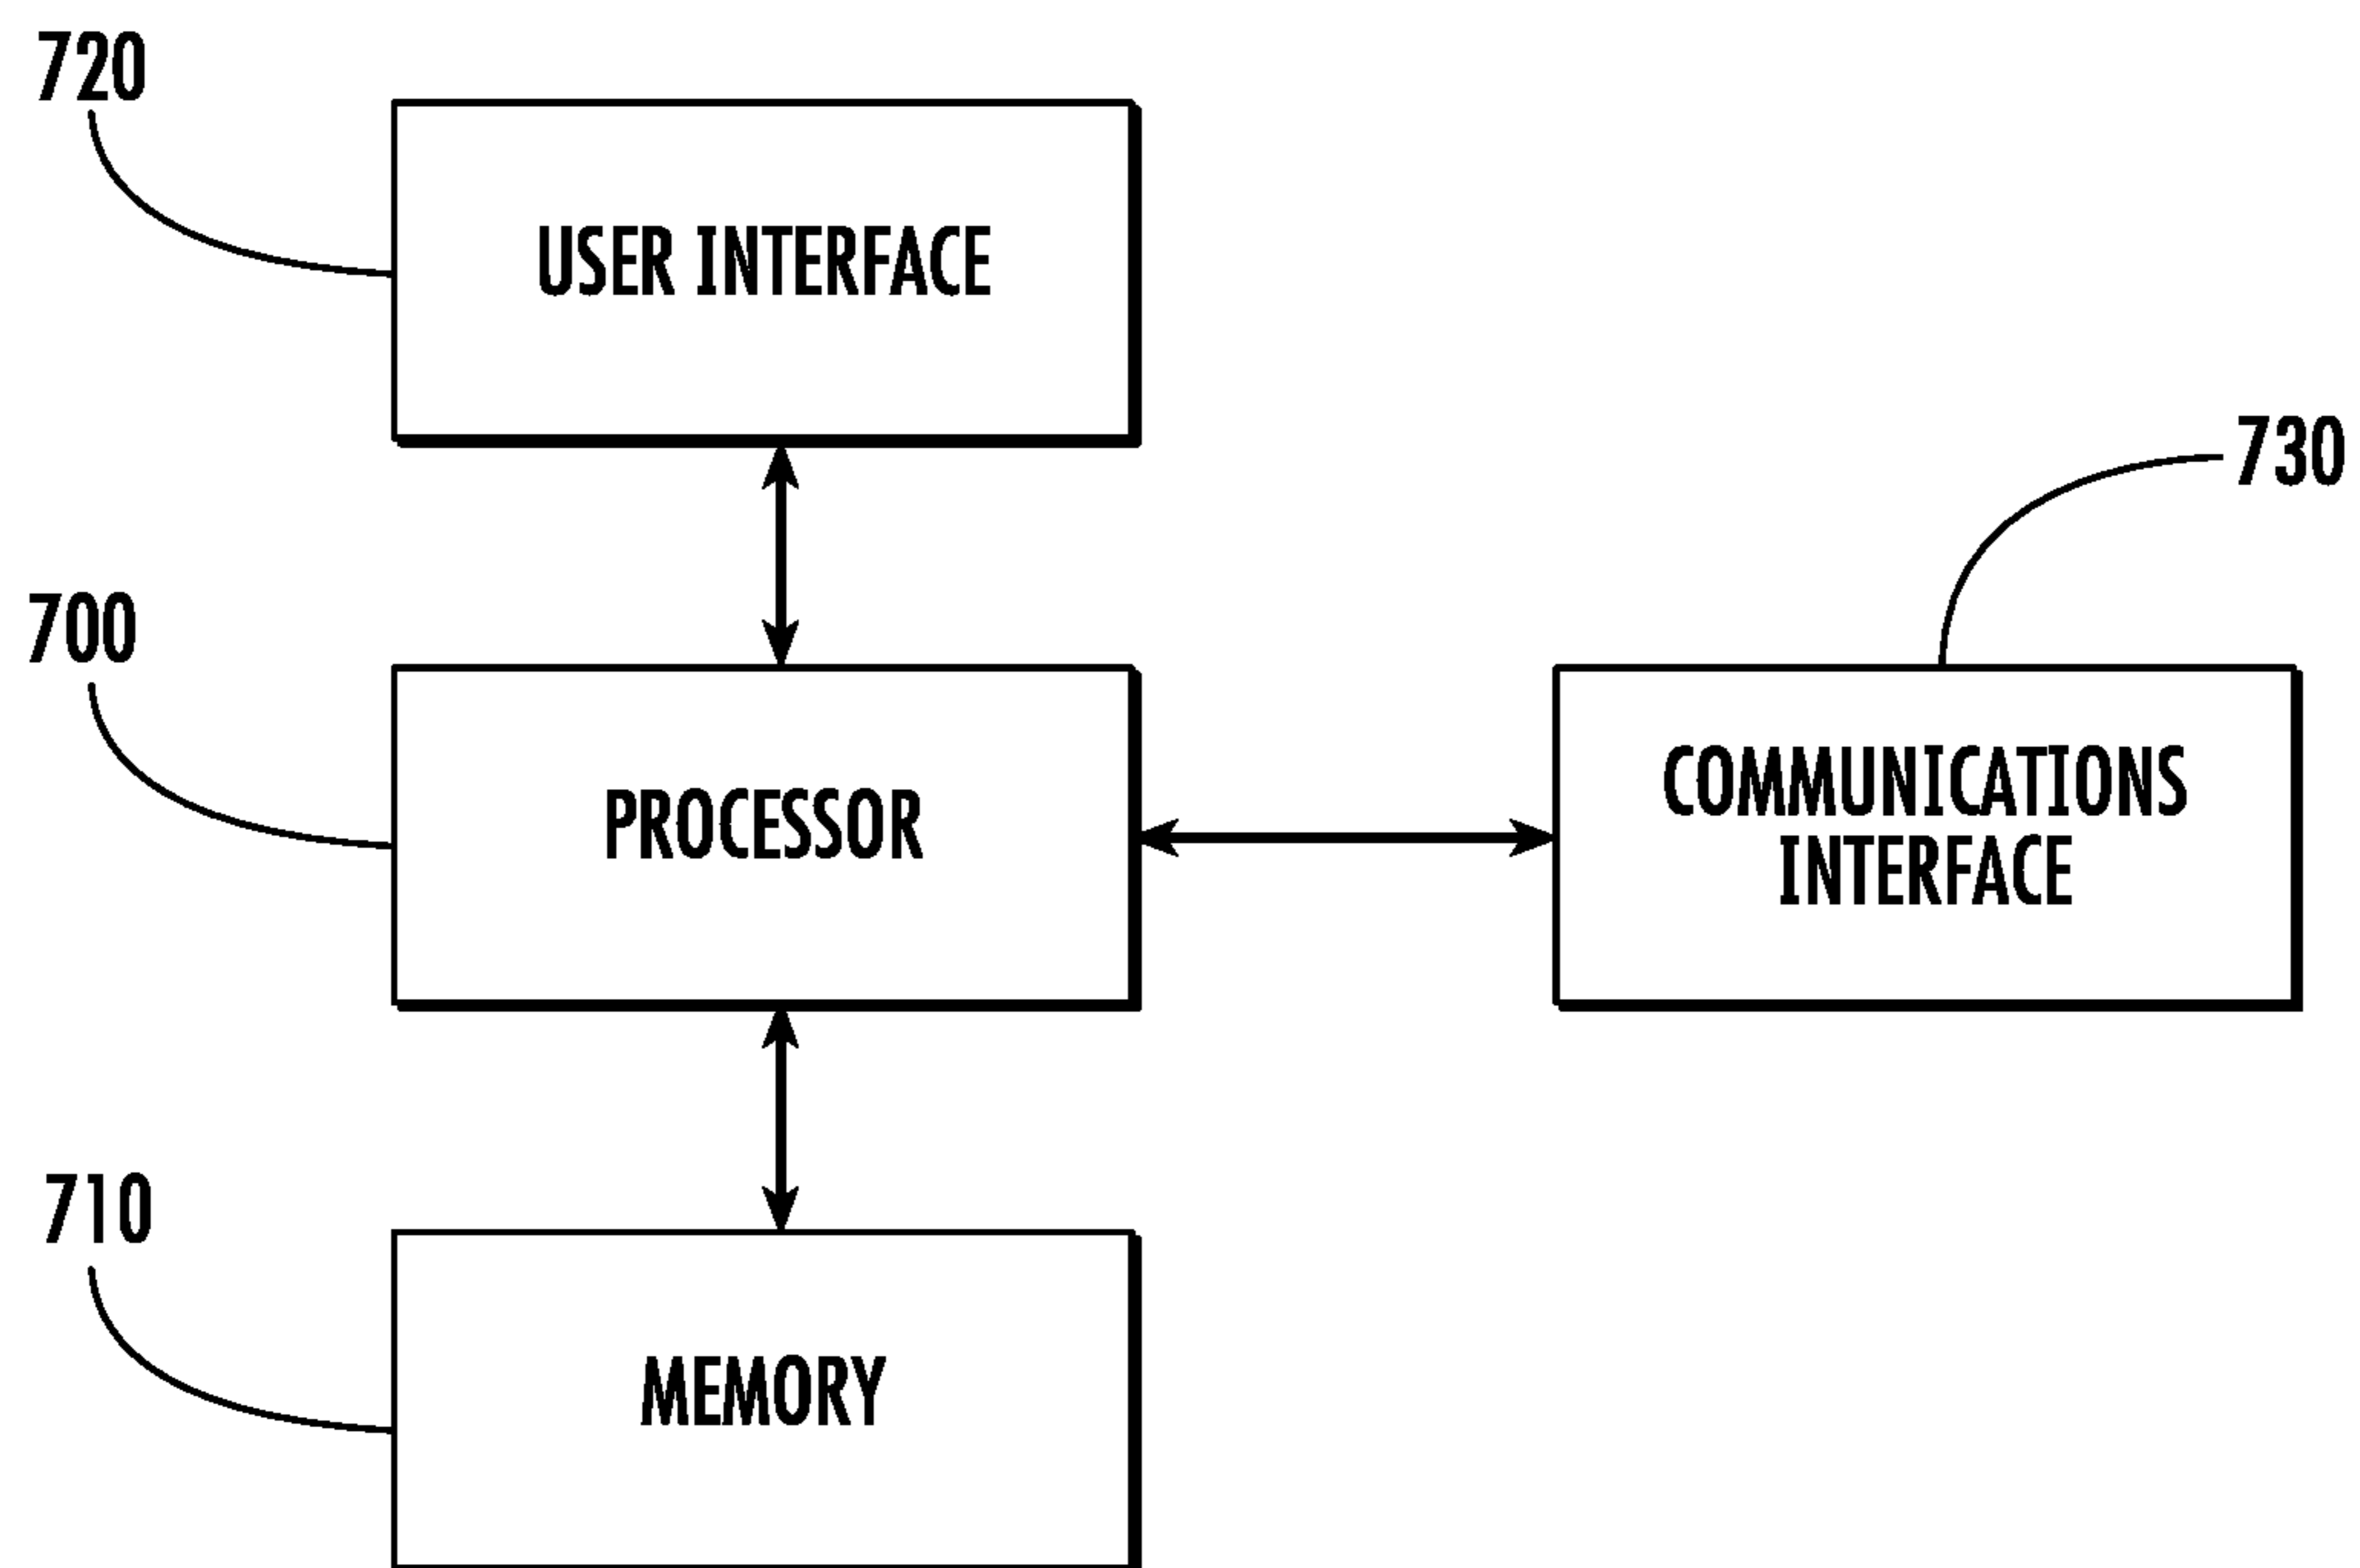 720
USER INTERFACE
730
700
PROCESSOR
COMMUNICATIONS
INTERFACE
710
MEMORY